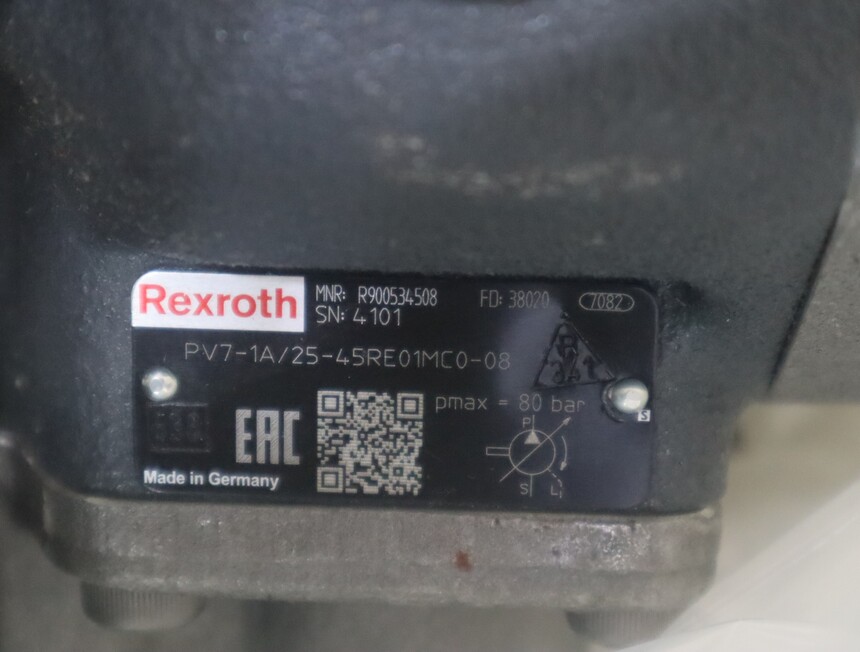 Rexroth
MNR: R900534508 FD: 38020 7082
SN: 4101
PV7-1A/25-45RE01MC0-08
pmax = 80 bar
S
EAC
P
S L
Made in Germany